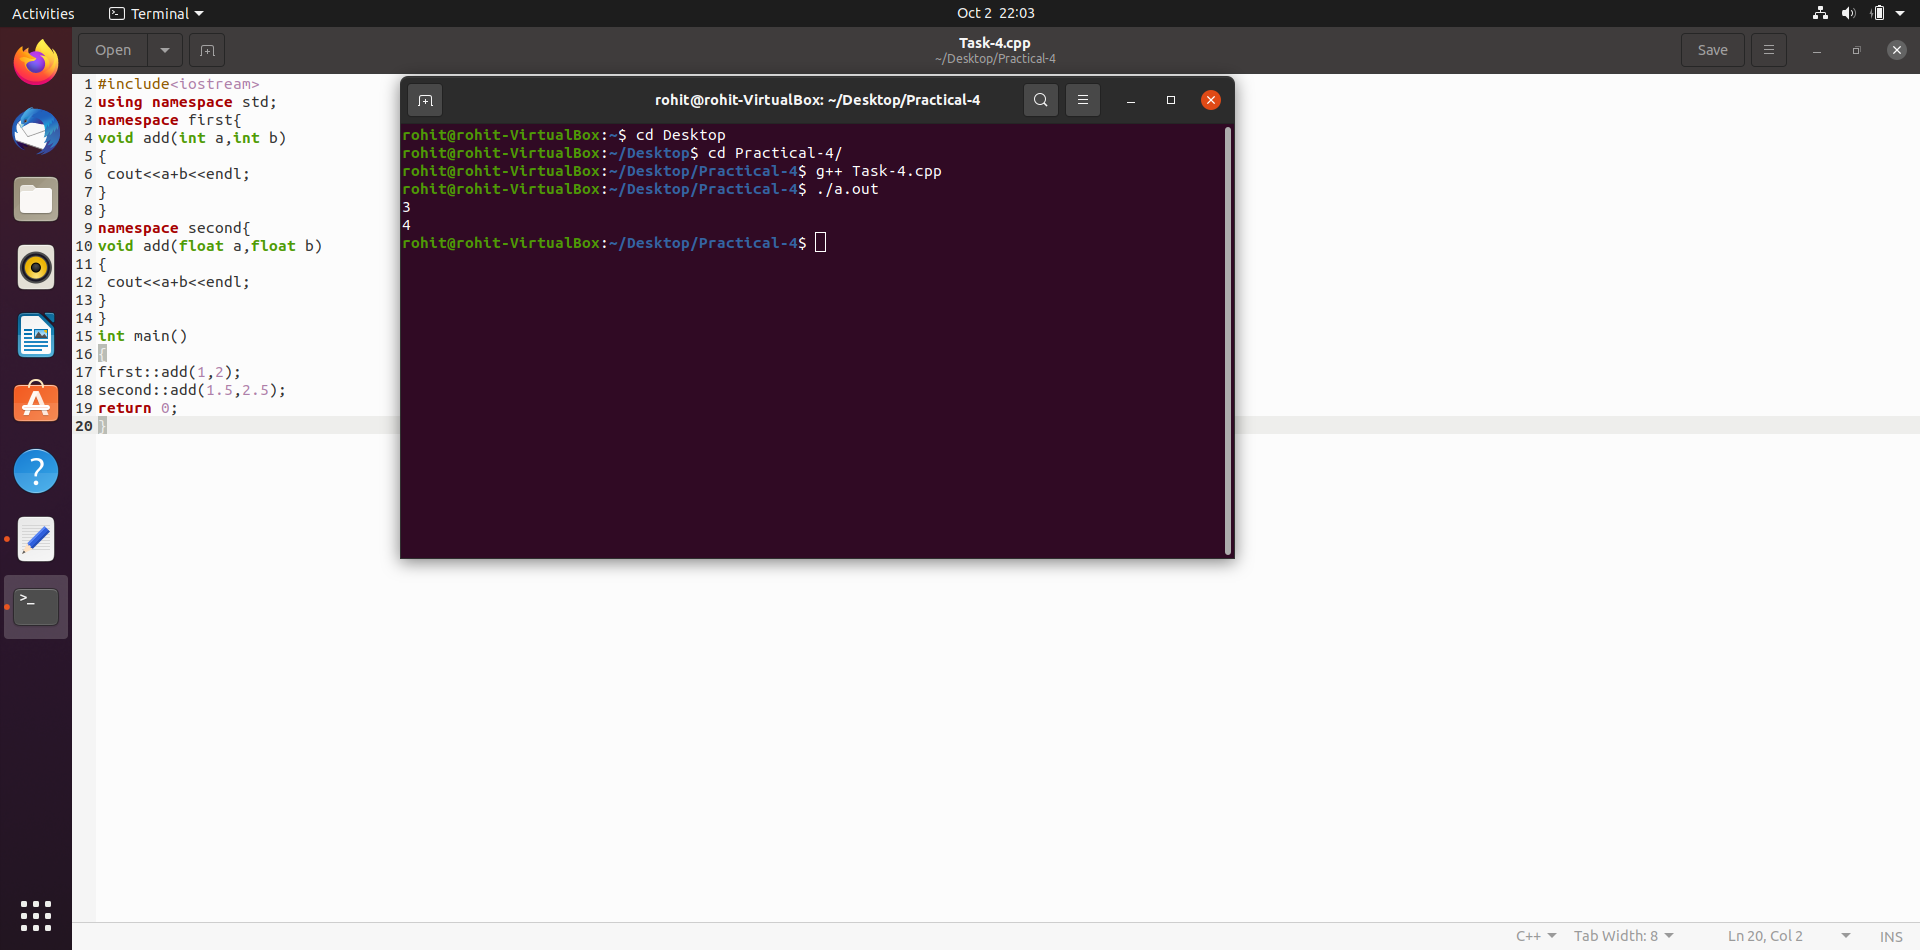 Activities
Terminal
Oct 2 22:03
Open
Task-4.cpp
~/Desktop/Practical-4
Save
1 #include<iostream>
2 using namespace std;
3 namespace first{
4 void add(int a,int b)
5 {
6  cout<<a+b<<endl;
7 }
8 }
9 namespace second{
10 void add(float a,float b)
11 {
12  cout<<a+b<<endl;
13 }
14 }
15 int main()
16 {
17 first::add(1,2);
18 second::add(1.5,2.5);
19 return 0;
20 }
rohit@rohit-VirtualBox: ~/Desktop/Practical-4
rohit@rohit-VirtualBox:~$ cd Desktop
rohit@rohit-VirtualBox:~/Desktop$ cd Practical-4/
rohit@rohit-VirtualBox:~/Desktop/Practical-4$ g++ Task-4.cpp
rohit@rohit-VirtualBox:~/Desktop/Practical-4$ ./a.out
3
4
rohit@rohit-VirtualBox:~/Desktop/Practical-4$
C++
Tab Width: 8
Ln 20, Col 2
INS